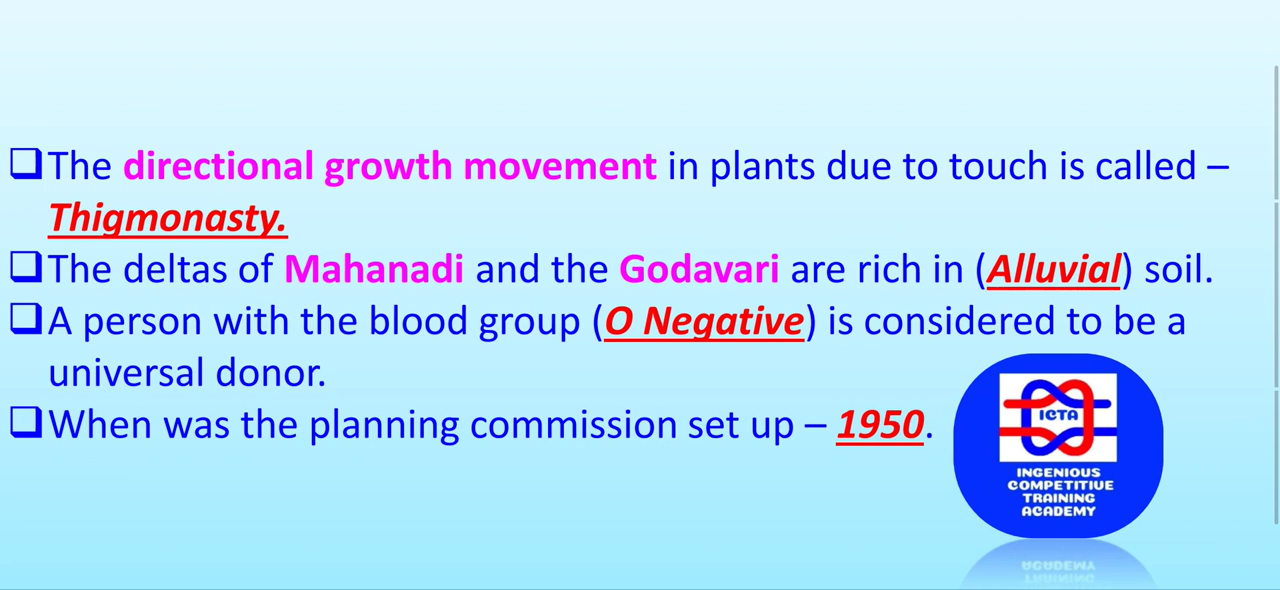 ❑The directional growth movement in plants due to touch is called –
Thigmonasty.
❑The deltas of Mahanadi and the Godavari are rich in (Alluvial) soil.
❑A person with the blood group (O Negative) is considered to be a
universal donor.
❑When was the planning commission set up – 1950.
ICTA
INGENIOUS
COMPETITIVE
TRAINING
ACADEMY